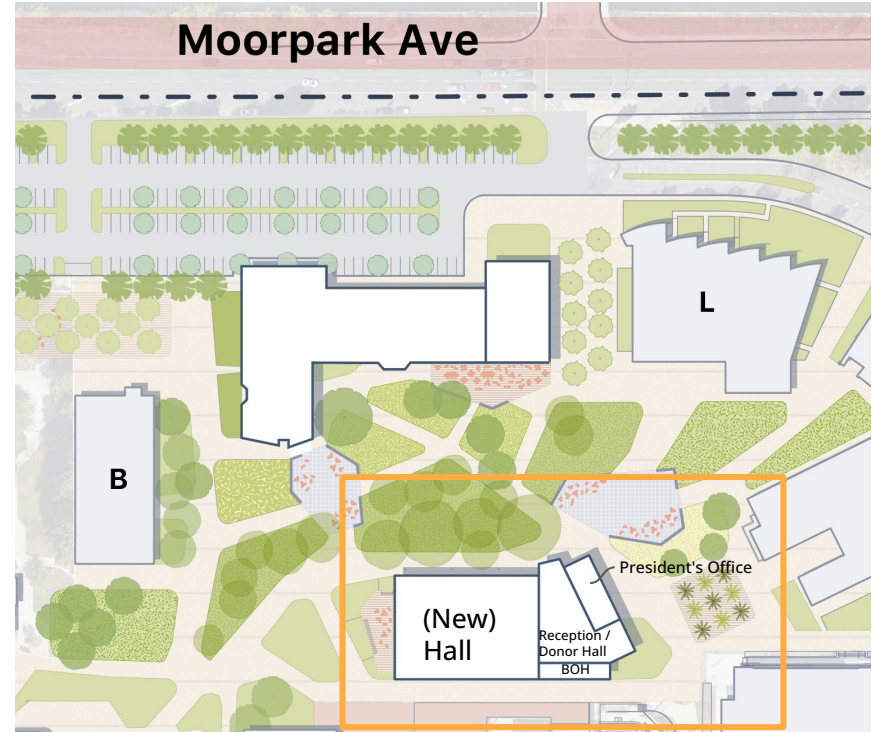 Moorpark Ave
L
B
President's Office
(New)
Hall
Reception /
Donor Hall
BOH